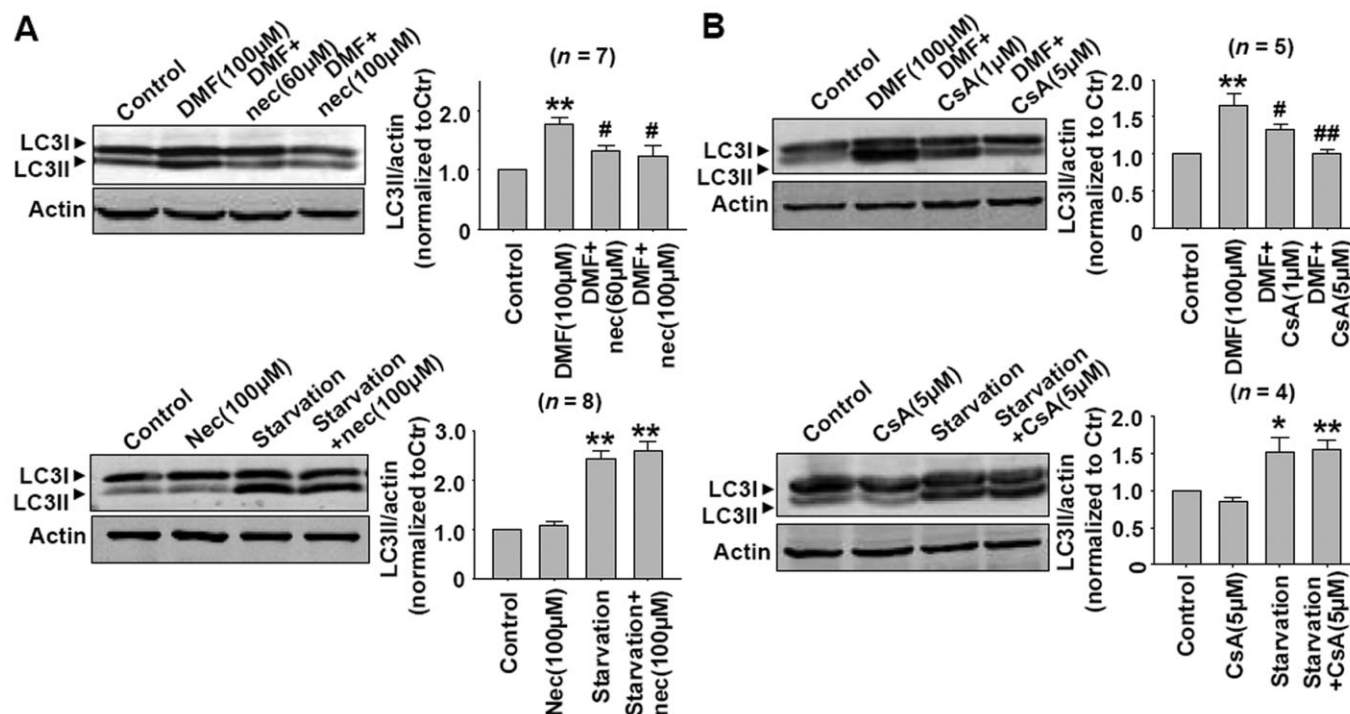 A
Control
DMF(100µM)
DMF+
nec(60µM)
DMF+
nec(100µM)
LC3I
LC3II
Actin
(n = 7)
LC3II/actin
(normalized toCtr)
2.0
1.0
0
Control
DMF(100µM)
DMF+
nec(60µM)
DMF+
nec(100µM)
Control
Nec(100µM)
Starvation
Starvation
+nec(100µM)
LC3I
LC3II
Actin
(n = 8)
LC3II/actin
(normalized toCtr)
3.0
2.0
1.0
0
**
#
#
**
**
Control
Nec(100µM)
Starvation
Starvation+
nec(100µM)
B
Control
DMF(100µM)
DMF+
CsA(1µM)
DMF+
CsA(5µM)
LC3I
LC3II
Actin
(n = 5)
LC3II/actin
(normalized to Ctr)
2.0
1.5
1.0
0.5
0
**
#
##
Control
DMF(100µM)
DMF+
CsA(1µM)
DMF+
CsA(5µM)
Control
CsA(5µM)
Starvation
Starvation
+CsA(5µM)
LC3I
LC3II
Actin
(n = 4)
LC3II/actin
(normalized to Ctr)
2.0
1.5
1.0
0.5
0
*
**
Control
CsA(5µM)
Starvation
Starvation
+CsA(5µM)